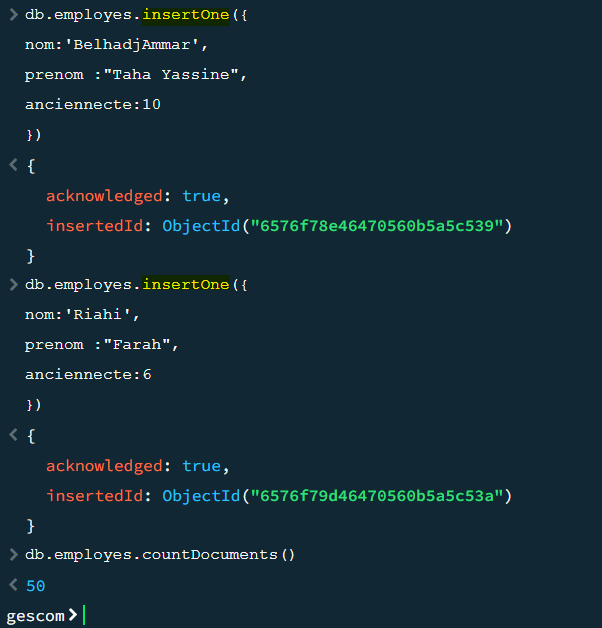 > db.employes.insertOne({
nom:'BelhadjAmmar',
prenom :"Taha Yassine",
anciennecte:10
})
< {
acknowledged: true,
insertedId: ObjectId("6576f78e46470560b5a5c539")
}
> db.employes.insertOne({
nom:'Riahi',
prenom :"Farah",
anciennecte:6
})
< {
acknowledged: true,
insertedId: ObjectId("6576f79d46470560b5a5c53a")
}
> db.employes.countDocuments()
< 50
gescom>